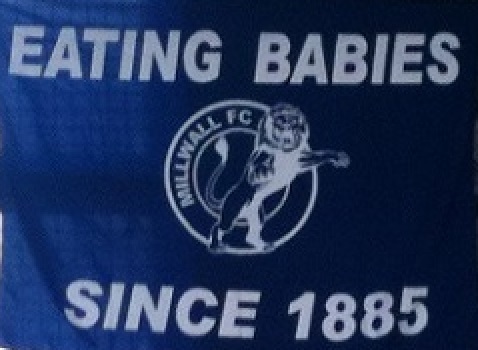 EATING BABIES
MILLWALL FC
SINCE 1885